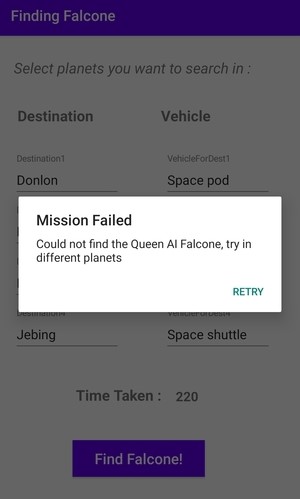 Finding Falcone
Select planets you want to search in :
Destination Vehicle
Destination1 VehicleForDest1
Donlon Space pod
Mission Failed
Could not find the Queen AI Falcone, try in
different planets
RETRY
Destination4 VehicleForDest4
Jebing Space shuttle
Time Taken : 220
Find Falcone!